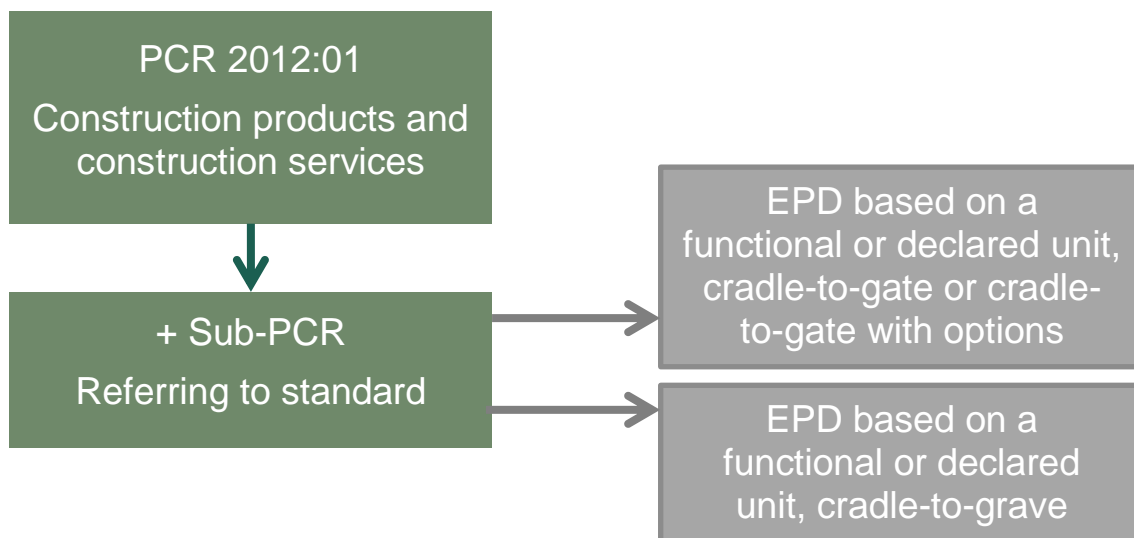 PCR 2012:01
Construction products and
construction services
+ Sub-PCR
Referring to standard
EPD based on a
functional or declared unit,
cradle-to-gate or cradle-
to-gate with options
EPD based on a
functional or declared
unit, cradle-to-grave